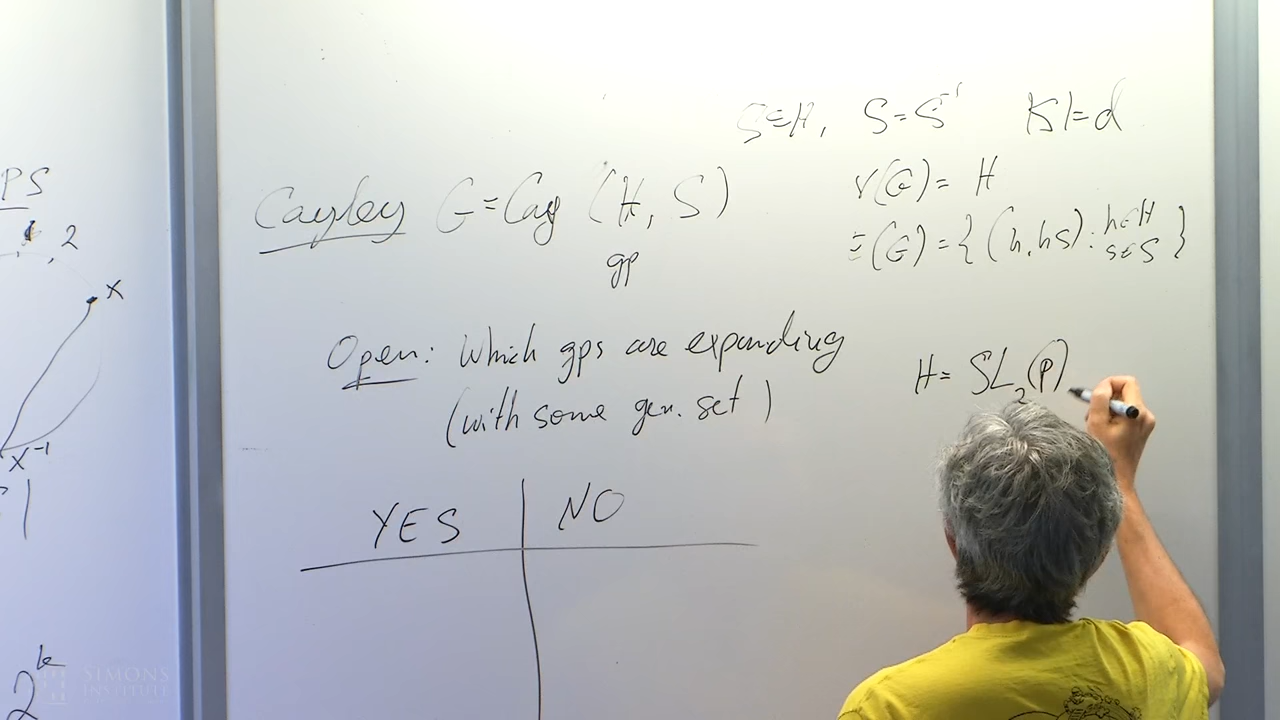 PS
2
x
x⁻¹
2ᵏ
SIMONS
INSTITUTE
S⊆H, S=S⁻¹ |S|=d
Cayley G=Cay (H, S)
gp
V(G)= H
E(G)={(h,hs): h∈H
s∈S}
Open: Which gps are expanding
(with some gen. set)
H= SL₂(p)
YES NO